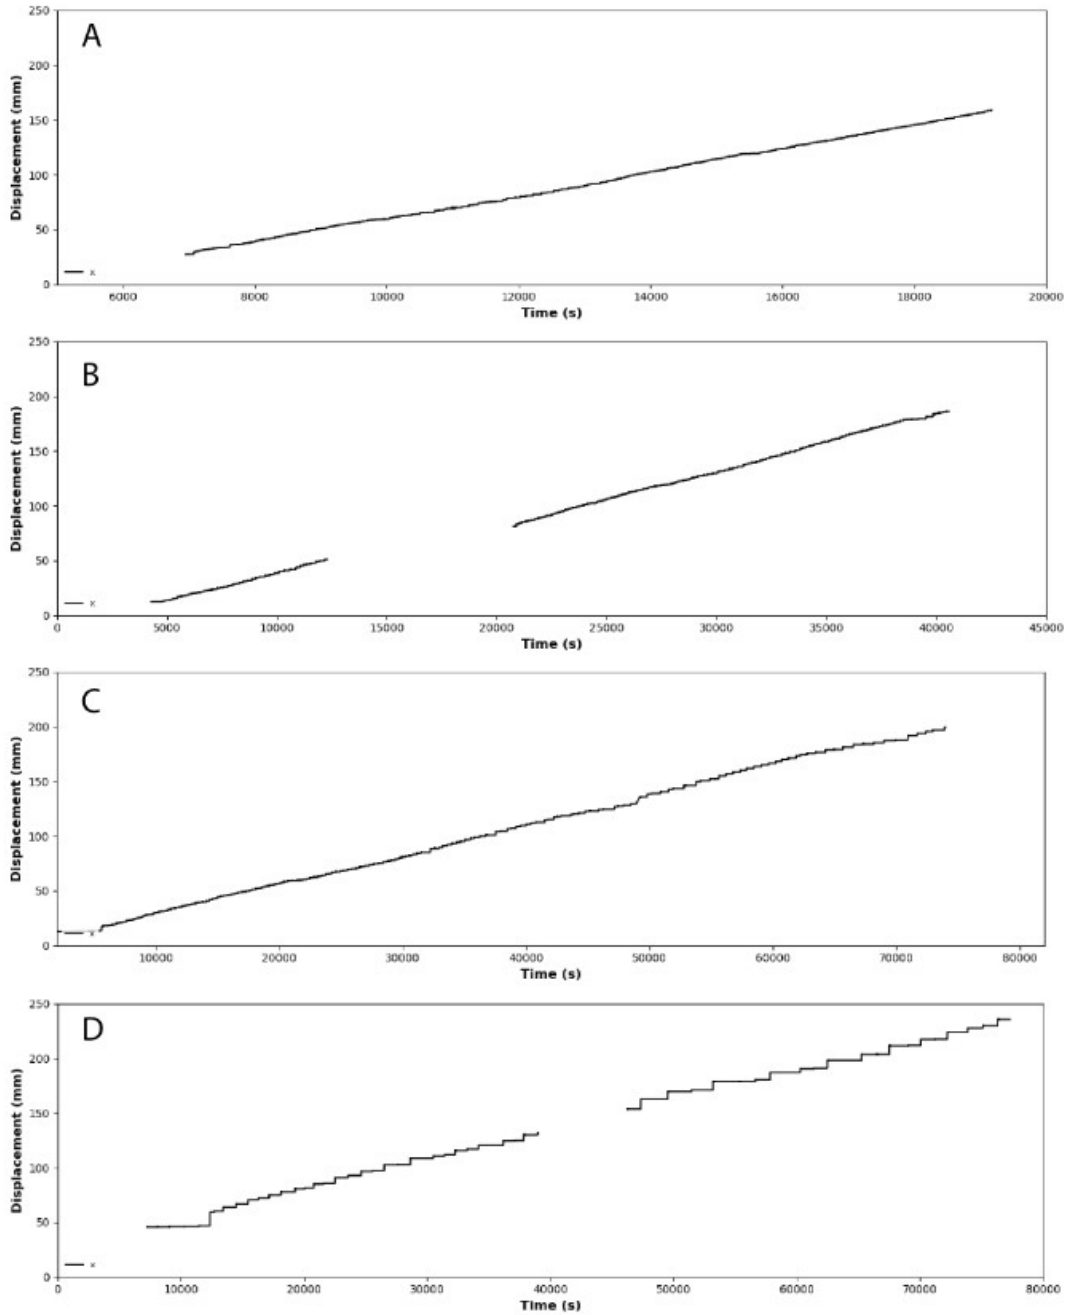 A
Displacement (mm)
250
200
150
100
50
0
x
6000 8000 10000 12000 14000 16000 18000 20000
Time (s)
B
Displacement (mm)
250
200
150
100
50
0
x
0 5000 10000 15000 20000 25000 30000 35000 40000 45000
Time (s)
C
Displacement (mm)
250
200
150
100
50
0
x
10000 20000 30000 40000 50000 60000 70000 80000
Time (s)
D
Displacement (mm)
250
200
150
100
50
0
x
0 10000 20000 30000 40000 50000 60000 70000 80000
Time (s)